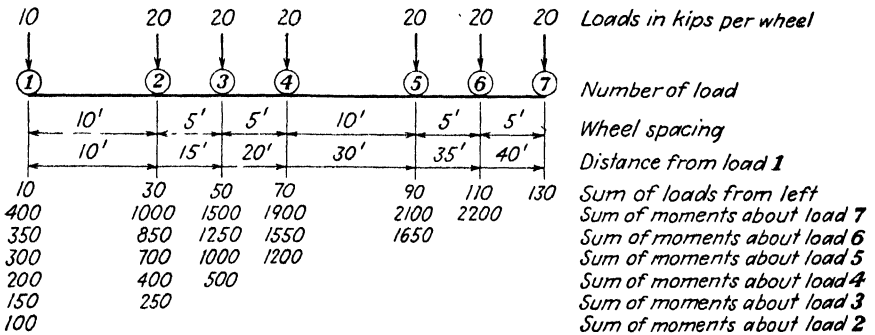 10 20 20 20 20 20 20 Loads in kips per wheel
1 2 3 4 5 6 7 Number of load
10' 5' 5' 10' 5' 5' Wheel spacing
10' 15' 20' 30' 35' 40' Distance from load 1
10 30 50 70 90 110 130 Sum of loads from left
400 1000 1500 1900 2100 2200 Sum of moments about load 7
350 850 1250 1550 1650 Sum of moments about load 6
300 700 1000 1200 Sum of moments about load 5
200 400 500 Sum of moments about load 4
150 250 Sum of moments about load 3
100 Sum of moments about load 2